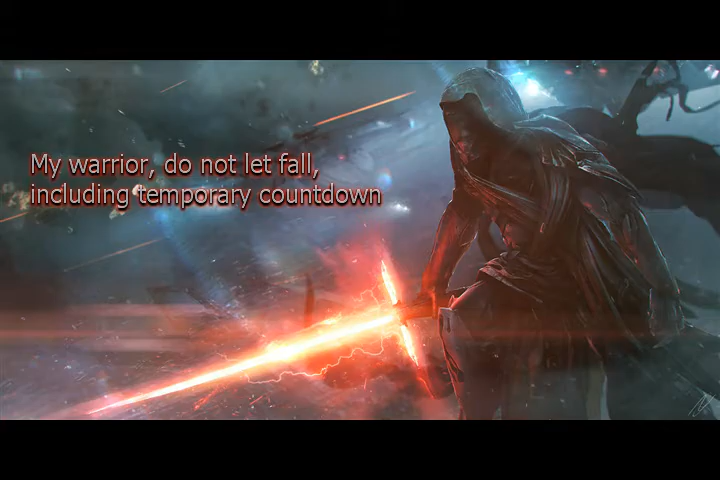 My warrior, do not let fall,
including temporary countdown